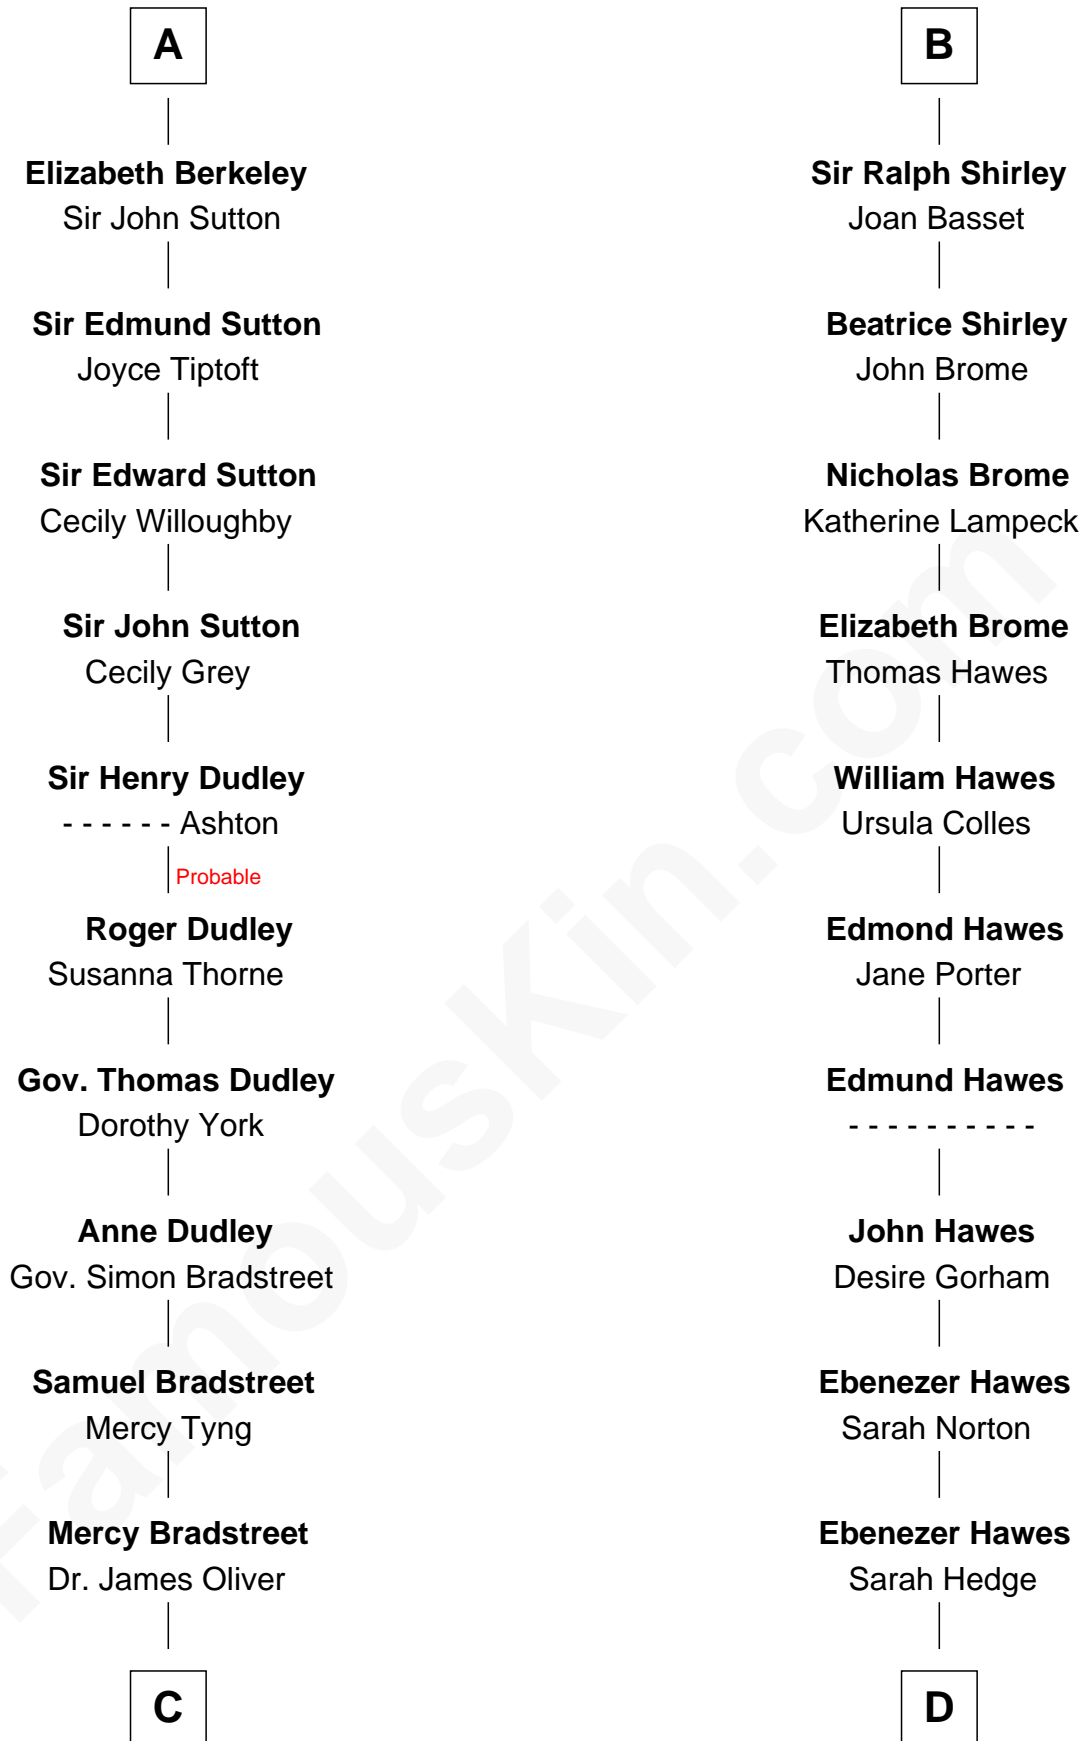 A
Elizabeth Berkeley
Sir John Sutton
Sir Edmund Sutton
Joyce Tiptoft
Sir Edward Sutton
Cecily Willoughby
Sir John Sutton
Cecily Grey
Sir Henry Dudley
- - - - - - Ashton
Probable
Roger Dudley
Susanna Thorne
Gov. Thomas Dudley
Dorothy York
Anne Dudley
Gov. Simon Bradstreet
Samuel Bradstreet
Mercy Tyng
Mercy Bradstreet
Dr. James Oliver
C
B
Sir Ralph Shirley
Joan Basset
Beatrice Shirley
John Brome
Nicholas Brome
Katherine Lampeck
Elizabeth Brome
Thomas Hawes
William Hawes
Ursula Colles
Edmond Hawes
Jane Porter
Edmund Hawes
- - - - - - - - - -
John Hawes
Desire Gorham
Ebenezer Hawes
Sarah Norton
Ebenezer Hawes
Sarah Hedge
D
FamousKin.com